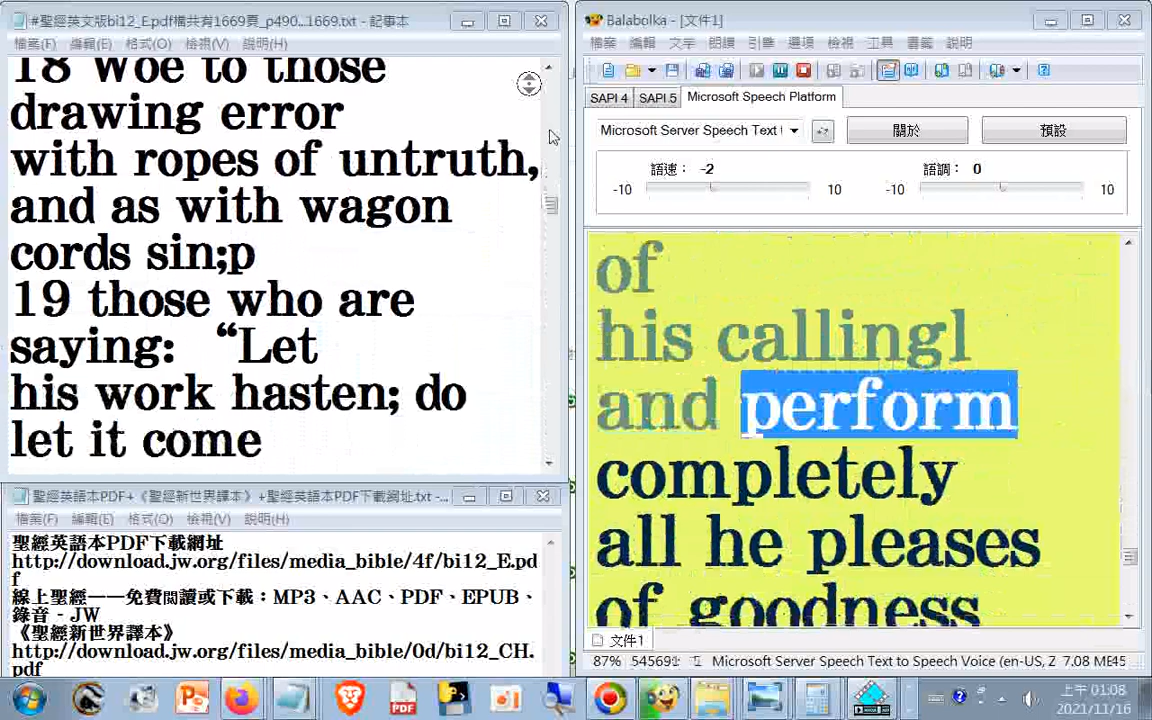 #聖經英文版bi12_E.pdf檔共有1669頁_p490...1669.txt - 記事本
檔案(F) 編輯(E) 格式(O) 檢視(V) 說明(H)
18 Woe to those
drawing error
with ropes of untruth,
and as with wagon
cords sin;p
19 those who are
saying: “Let
his work hasten; do
let it come
聖經英語本PDF+《聖經新世界譯本》+聖經英語本PDF下載網址.txt -...
檔案(F) 編輯(E) 格式(O) 檢視(V) 說明(H)
聖經英語本PDF下載網址
http://download.jw.org/files/media_bible/4f/bi12_E.pd
f
線上聖經——免費閱讀或下載：MP3、AAC、PDF、EPUB、
錄音 - JW
《聖經新世界譯本》
http://download.jw.org/files/media_bible/0d/bi12_CH.
pdf
Balabolka - [文件1]
檔案 編輯 文字 朗讀 引擎 選項 檢視 工具 書籤 說明
SAPI 4 SAPI 5 Microsoft Speech Platform
Microsoft Server Speech Text
關於 預設
語速： -2 語調： 0
-10 10 -10 10
of
his callingl
and perform
completely
all he pleases
of goodness
文件1
87% Microsoft Server Speech Text to Speech Voice (en-US, Z 7.08 ME45
上午 01:08
2021/11/16